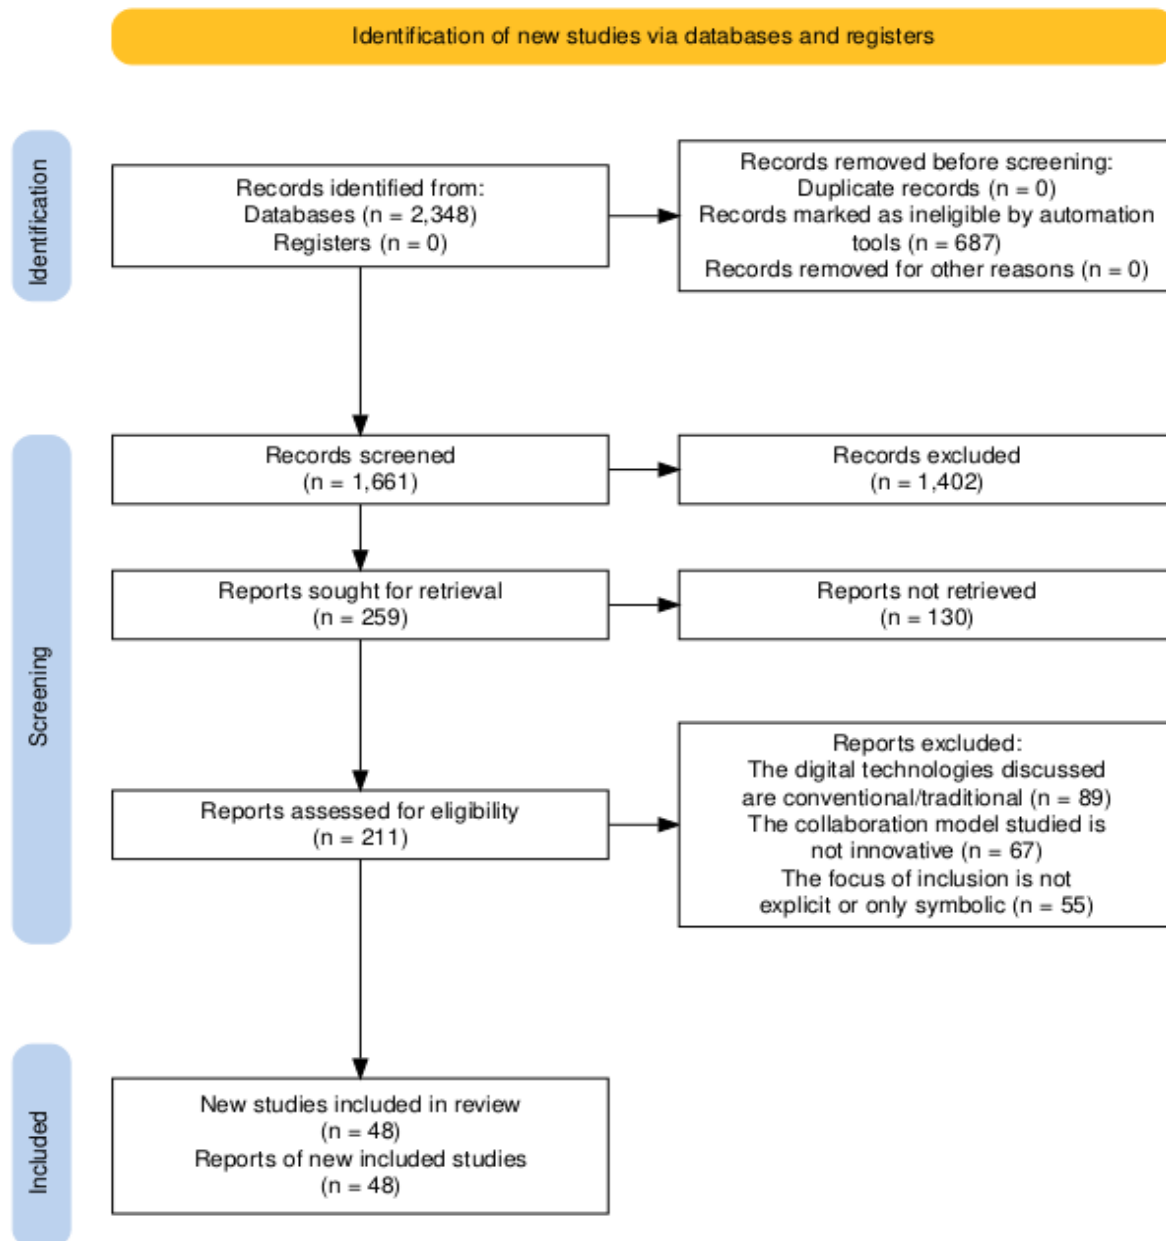 Identification of new studies via databases and registers
Identification
Records identified from:
Databases (n = 2,348)
Registers (n = 0)
Records removed before screening:
Duplicate records (n = 0)
Records marked as ineligible by automation
tools (n = 687)
Records removed for other reasons (n = 0)
Screening
Records screened
(n = 1,661)
Records excluded
(n = 1,402)
Reports sought for retrieval
(n = 259)
Reports not retrieved
(n = 130)
Reports assessed for eligibility
(n = 211)
Reports excluded:
The digital technologies discussed
are conventional/traditional (n = 89)
The collaboration model studied is
not innovative (n = 67)
The focus of inclusion is not
explicit or only symbolic (n = 55)
Included
New studies included in review
(n = 48)
Reports of new included studies
(n = 48)